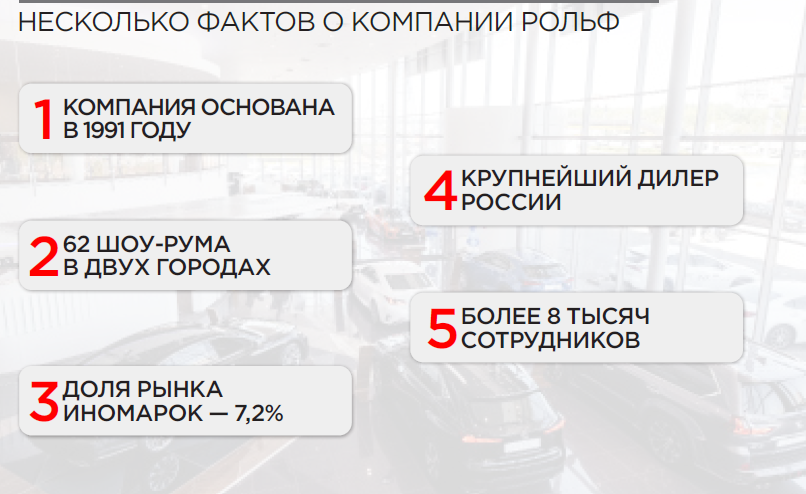 НЕСКОЛЬКО ФАКТОВ О КОМПАНИИ РОЛЬФ
1 КОМПАНИЯ ОСНОВАНА
В 1991 ГОДУ
2 62 ШОУ-РУМА
В ДВУХ ГОРОДАХ
3 ДОЛЯ РЫНКА
ИНОМАРОК — 7,2%
4 КРУПНЕЙШИЙ ДИЛЕР
РОССИИ
5 БОЛЕЕ 8 ТЫСЯЧ
СОТРУДНИКОВ